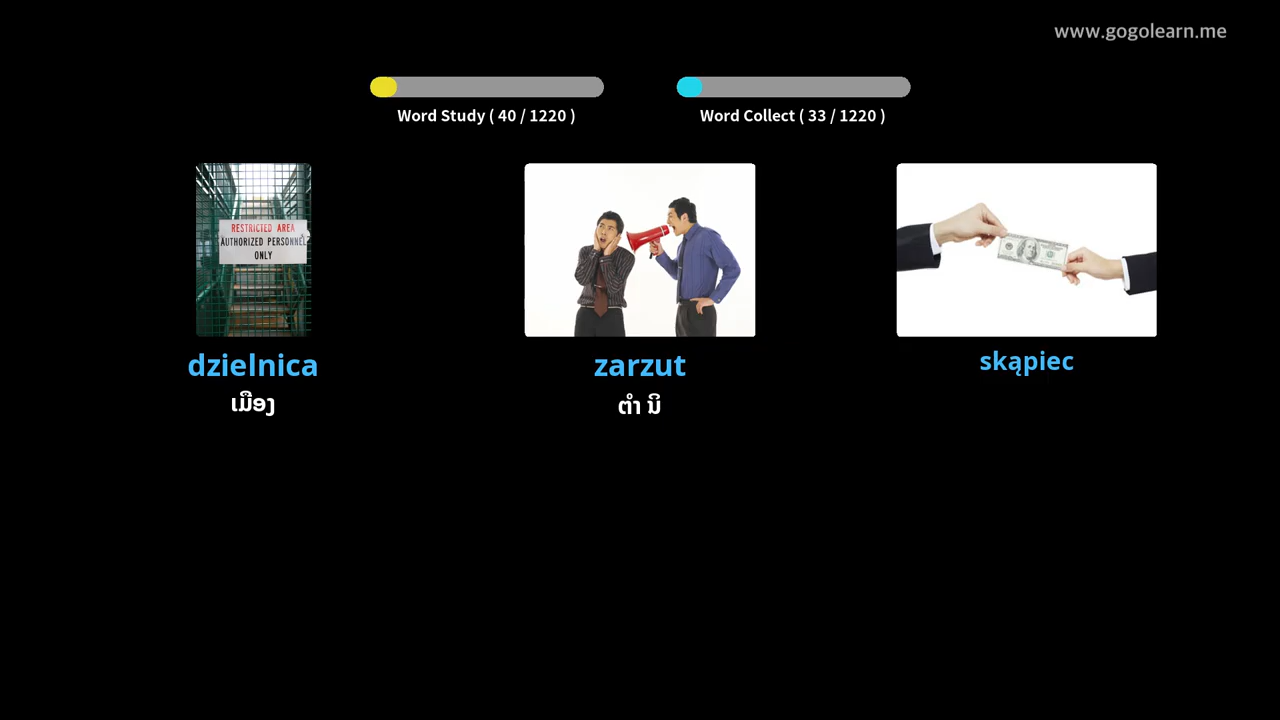 www.gogolearn.me
Word Study ( 40 / 1220 )
Word Collect ( 33 / 1220 )
RESTRICTED AREA
AUTHORIZED PERSONNEL
ONLY
dzielnica
zarzut
skąpiec
ເມືອງ
ຕຳ ນິ